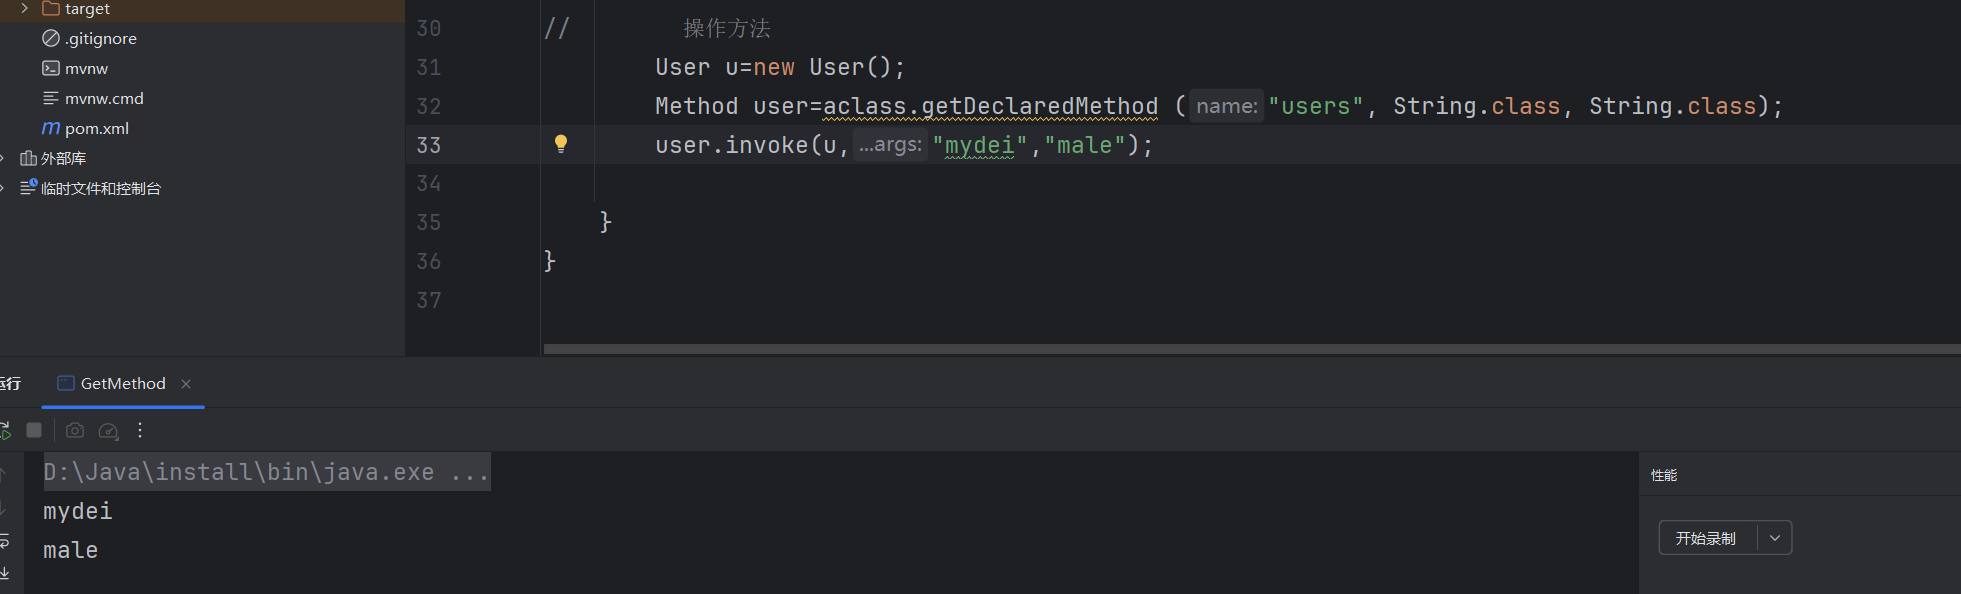 target
.gitignore
mvnw
mvnw.cmd
pom.xml
外部库
临时文件和控制台
30 // 操作方法
31 User u=new User();
32 Method user=aclass.getDeclaredMethod ( name: "users", String.class, String.class);
33 user.invoke(u, ...args: "mydei","male");
34
35 }
36 }
37
运行 GetMethod
D:\Java\install\bin\java.exe ...
mydei
male
性能
开始录制